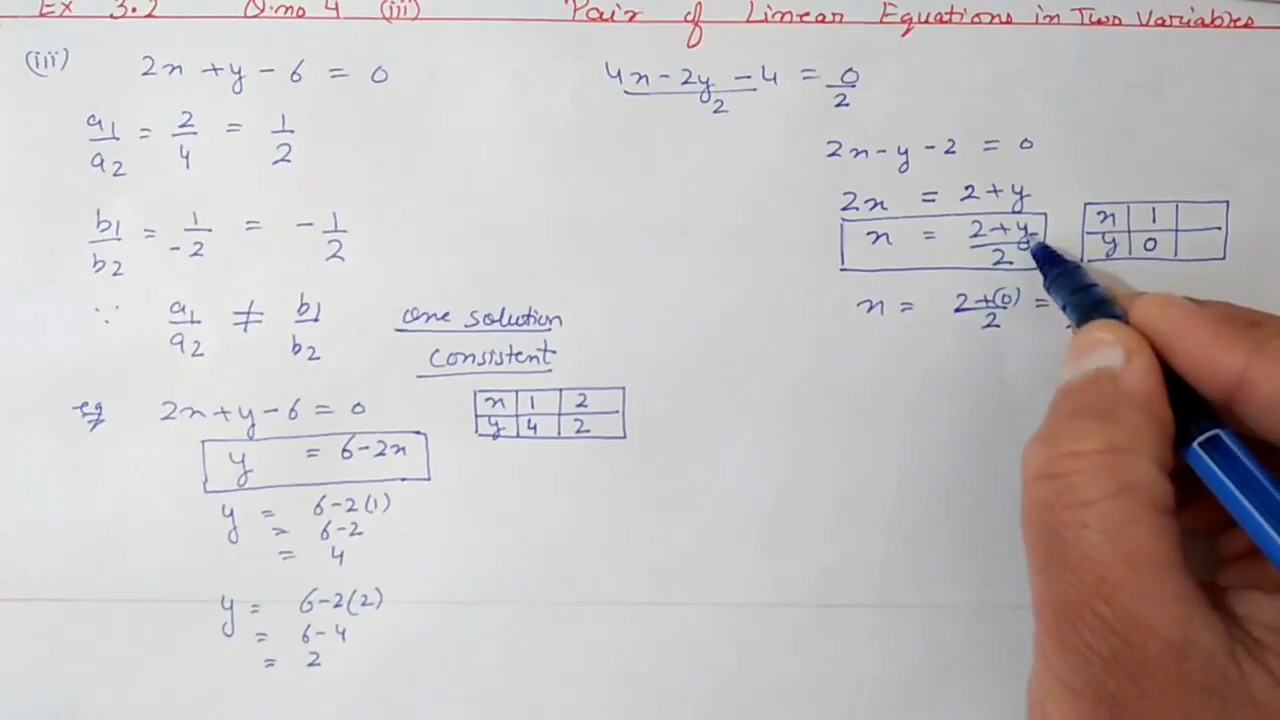 Ex 3.2 Q.no 4 (iii) Pair of Linear Equations in Two Variables
(iii) 2x + y - 6 = 0
a1/a2 = 2/4 = 1/2
b1/b2 = 1/-2 = -1/2
∵ a1/a2 ≠ b1/b2 one solution
consistent
eg 2x + y - 6 = 0
y = 6 - 2x
x 1 2
y 4 2
y = 6 - 2(1)
= 6 - 2
= 4
y = 6 - 2(2)
= 6 - 4
= 2
4x - 2y - 4 / 2 = 0/2
2x - y - 2 = 0
2x = 2 + y
x = 2 + y / 2
x 1
y 0
x = 2 + (0) / 2 =